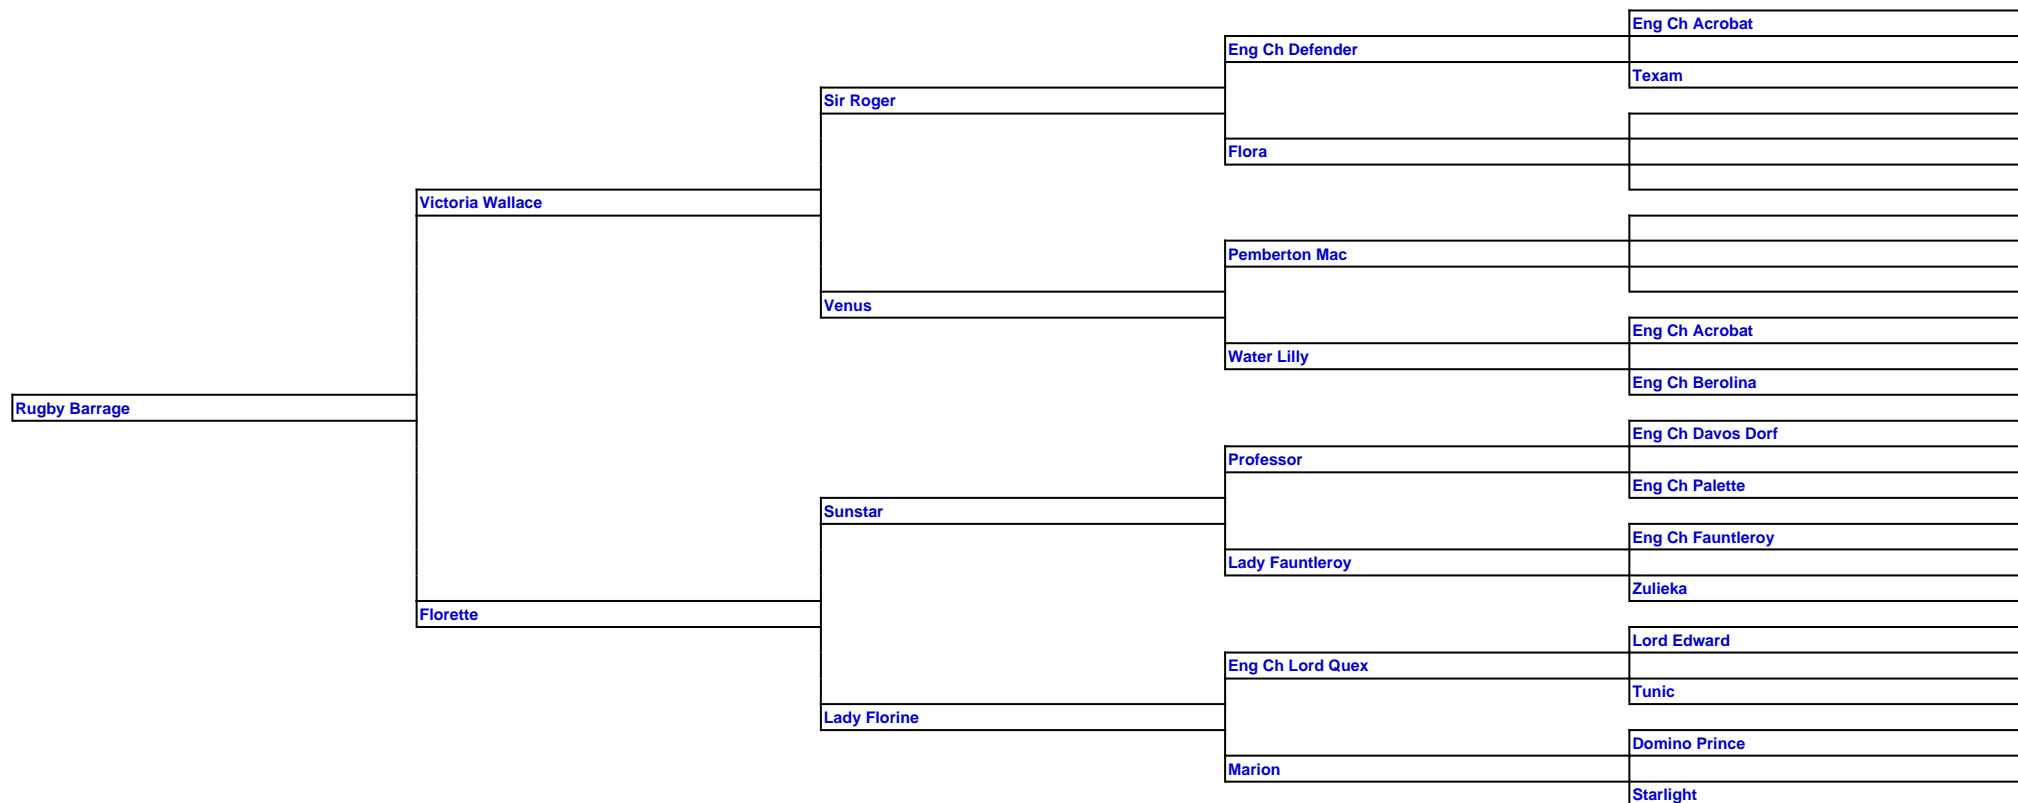 Eng Ch Acrobat
Eng Ch Defender
Texam
Sir Roger
Flora
Victoria Wallace
Pemberton Mac
Venus
Eng Ch Acrobat
Water Lilly
Eng Ch Berolina
Rugby Barrage
Eng Ch Davos Dorf
Professor
Eng Ch Palette
Sunstar
Eng Ch Fauntleroy
Lady Fauntleroy
Zulieka
Florette
Lord Edward
Eng Ch Lord Quex
Tunic
Lady Florine
Domino Prince
Marion
Starlight